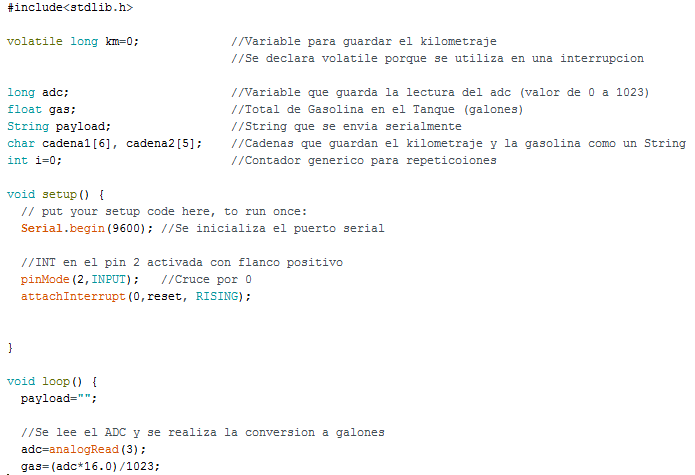 #include<stdlib.h>
volatile long km=0;             //Variable para guardar el kilometraje
                                //Se declara volatile porque se utiliza en una interrupcion
long adc;                       //Variable que guarda la lectura del adc (valor de 0 a 1023)
float gas;                      //Total de Gasolina en el Tanque (galones)
String payload;                 //String que se envia serialmente
char cadena1[6], cadena2[5];    //Cadenas que guardan el kilometraje y la gasolina como un String
int i=0;                        //Contador generico para repeticoiones
void setup() {
  // put your setup code here, to run once:
  Serial.begin(9600); //Se inicializa el puerto serial
  //INT en el pin 2 activada con flanco positivo
  pinMode(2,INPUT);   //Cruce por 0
  attachInterrupt(0,reset, RISING);
}
void loop() {
  payload="";
  //Se lee el ADC y se realiza la conversion a galones
  adc=analogRead(3);
  gas=(adc*16.0)/1023;